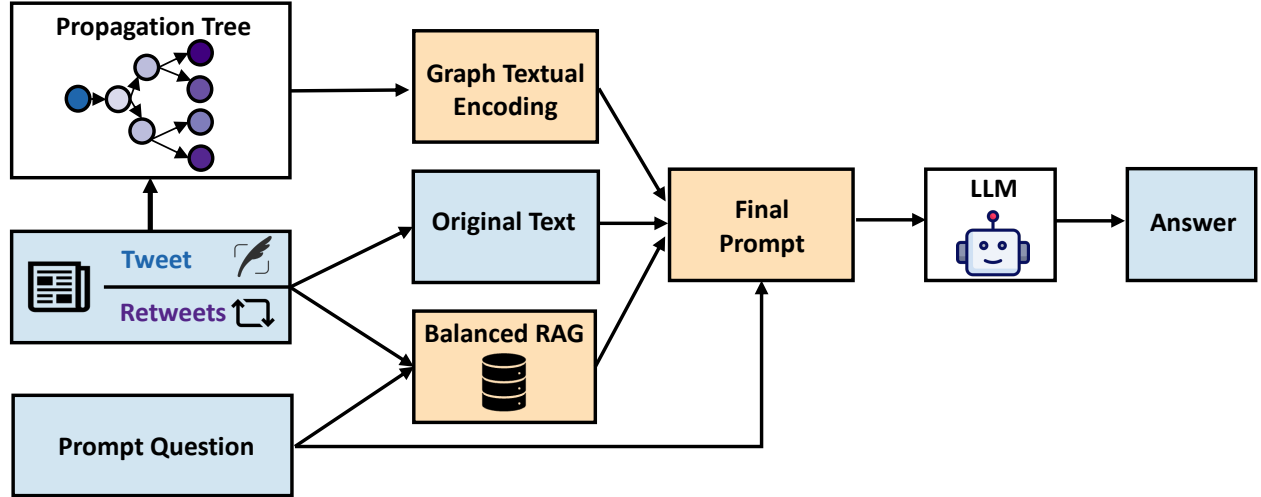 Propagation Tree
Graph Textual
Encoding
Original Text
Tweet
Retweets
Balanced RAG
Prompt Question
Final
Prompt
LLM
Answer